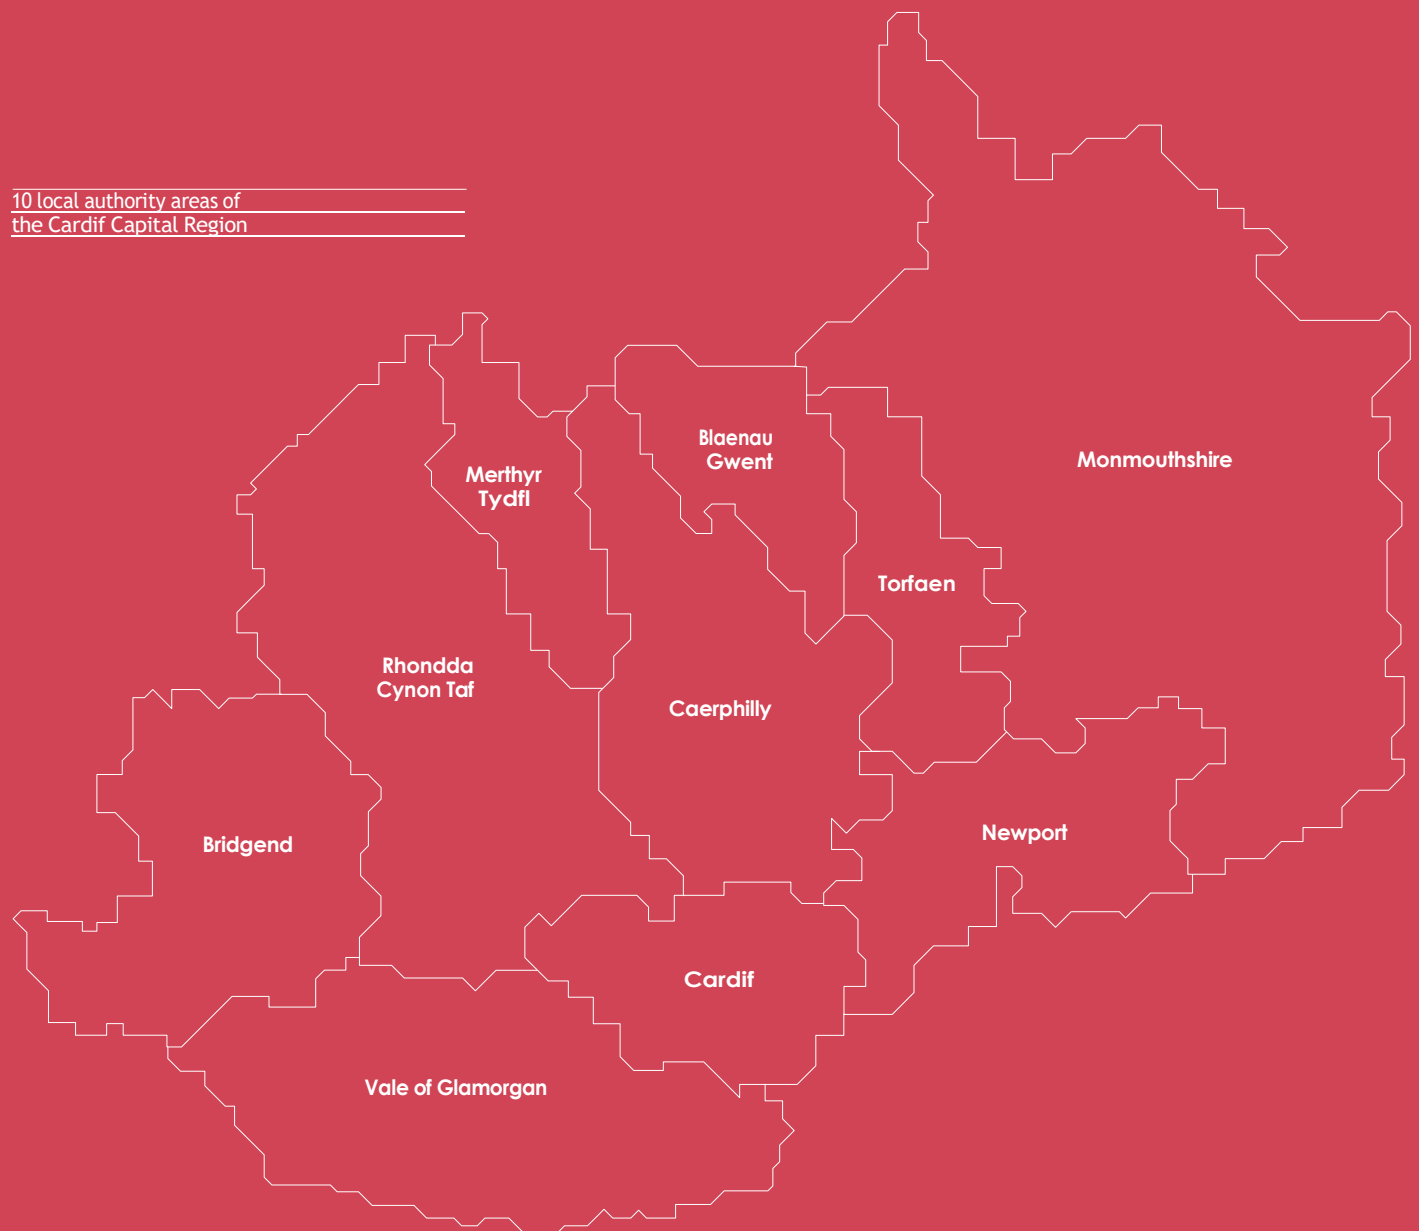 10 local authority areas of
the Cardif Capital Region
Blaenau
Gwent
Monmouthshire
Merthyr
Tydfl
Torfaen
Rhondda
Cynon Taf
Caerphilly
Newport
Bridgend
Cardif
Vale of Glamorgan